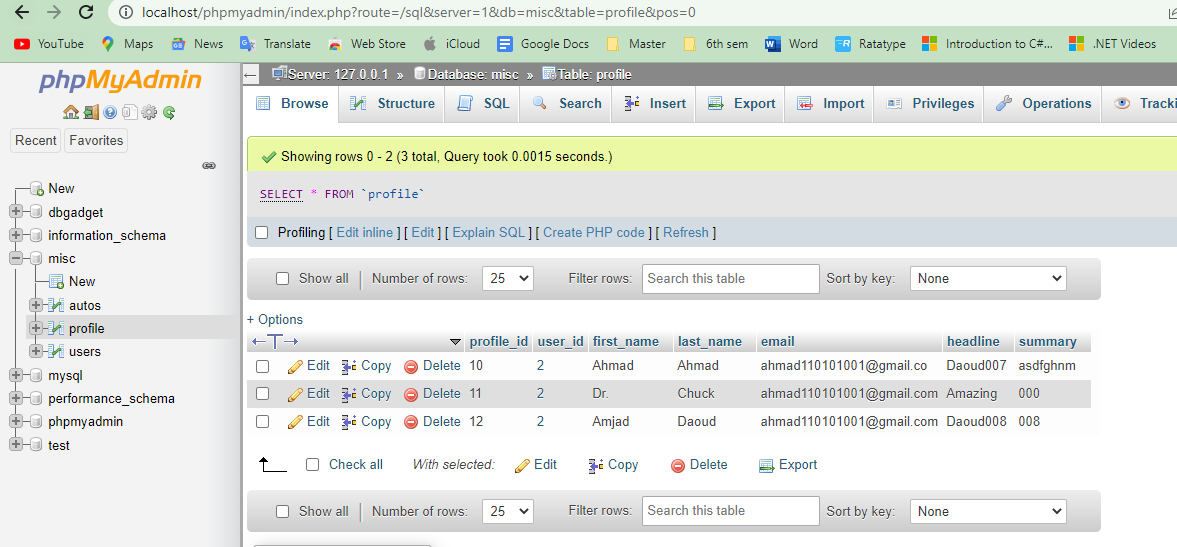 localhost/phpmyadmin/index.php?route=/sql&server=1&db=misc&table=profile&pos=0
YouTube Maps News Translate Web Store iCloud Google Docs Master 6th sem Word Ratatype Introduction to C#... .NET Videos
phpMyAdmin
Recent Favorites
New
dbgadget
information_schema
misc
New
autos
profile
users
mysql
performance_schema
phpmyadmin
test
Server: 127.0.0.1 » Database: misc » Table: profile
Browse Structure SQL Search Insert Export Import Privileges Operations Tracki
Showing rows 0 - 2 (3 total, Query took 0.0015 seconds.)
SELECT * FROM `profile`
Profiling [ Edit inline ] [ Edit ] [ Explain SQL ] [ Create PHP code ] [ Refresh ]
Show all Number of rows: 25 Filter rows: Search this table Sort by key: None
+ Options
←T→ profile_id user_id first_name last_name email headline summary
Edit Copy Delete 10 2 Ahmad Ahmad ahmad110101001@gmail.co Daoud007 asdfghnm
Edit Copy Delete 11 2 Dr. Chuck ahmad110101001@gmail.com Amazing 000
Edit Copy Delete 12 2 Amjad Daoud ahmad110101001@gmail.com Daoud008 008
Check all With selected: Edit Copy Delete Export
Show all Number of rows: 25 Filter rows: Search this table Sort by key: None